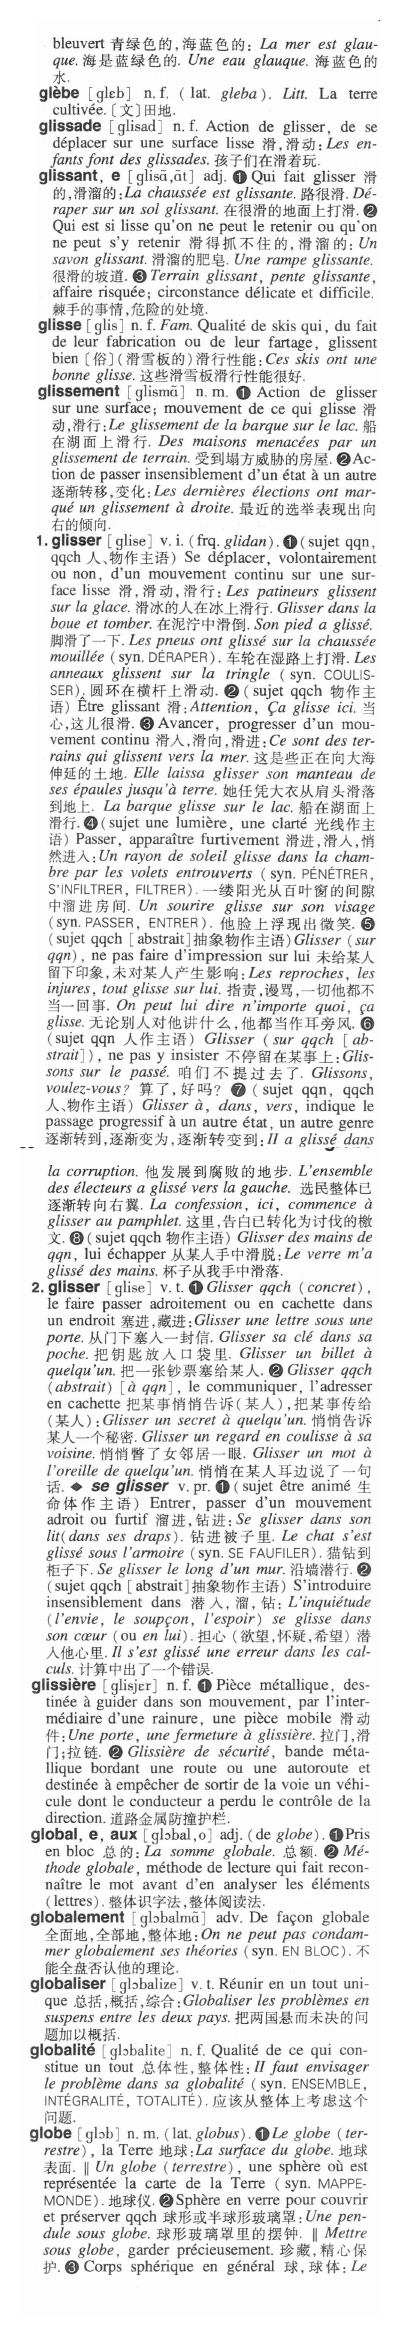 bleuvert 青绿色的,海蓝色的: La mer est glau-
que. 海是蓝绿色的. Une eau glauque. 海蓝色的
水.
glèbe [glɛb] n. f. ( lat. gleba ). Litt. La terre
cultivée. [文]田地.
glissade [glisad] n. f. Action de glisser, de se
déplacer sur une surface lisse 滑,滑动: Les en-
fants font des glissades. 孩子们在滑着玩.
glissant, e [glisɑ̃,ɑ̃t] adj. ❶ Qui fait glisser 滑
的,滑溜的:La chaussée est glissante. 路很滑. Dé-
raper sur un sol glissant. 在很滑的地面上打滑. ❷
Qui est si lisse qu'on ne peut le retenir ou qu'on
ne peut s'y retenir 滑得抓不住的,滑溜的: Un
savon glissant. 滑溜的肥皂. Une rampe glissante.
很滑的坡道. ❸ Terrain glissant, pente glissante,
affaire risquée; circonstance délicate et difficile.
棘手的事情,危险的处境.
glisse [glis] n. f. Fam. Qualité de skis qui, du fait
de leur fabrication ou de leur fartage, glissent
bien [俗](滑雪板的)滑行性能:Ces skis ont une
bonne glisse. 这些滑雪板滑行性能很好.
glissement [glismɑ̃] n. m. ❶ Action de glisser
sur une surface; mouvement de ce qui glisse 滑
动,滑行:Le glissement de la barque sur le lac. 船
在湖面上滑行. Des maisons menacées par un
glissement de terrain. 受到塌方威胁的房屋. ❷Ac-
tion de passer insensiblement d'un état à un autre
逐渐转移,变化:Les dernières élections ont mar-
qué un glissement à droite. 最近的选举表现出向
右的倾向.
1. glisser [glise] v. i. (frq. glidan). ❶(sujet qqn,
qqch 人、物作主语) Se déplacer, volontairement
ou non, d'un mouvement continu sur une sur-
face lisse 滑,滑动,滑行: Les patineurs glissent
sur la glace. 滑冰的人在冰上滑行. Glisser dans la
boue et tomber. 在泥泞中滑倒. Son pied a glissé.
脚滑了一下. Les pneus ont glissé sur la chaussée
mouillée (syn. DÉRAPER). 车轮在湿路上打滑. Les
anneaux glissent sur la tringle ( syn. COULIS-
SER). 圆环在横杆上滑动. ❷(sujet qqch 物作主
语) Être glissant 滑:Attention, Ça glisse ici. 当
心,这儿很滑. ❸ Avancer, progresser d'un mou-
vement continu 滑入,滑向,滑进:Ce sont des ter-
rains qui glissent vers la mer. 这是些正在向大海
伸延的土地. Elle laissa glisser son manteau de
ses épaules jusqu'à terre. 她任凭大衣从肩头滑落
到地上. La barque glisse sur le lac. 船在湖面上
滑行. ❹(sujet une lumière, une clarté 光线作主
语) Passer, apparaître furtivement 滑进,滑入,悄
然进入:Un rayon de soleil glisse dans la cham-
bre par les volets entrouverts ( syn. PÉNÉTRER,
S'INFILTRER, FILTRER). 一缕阳光从百叶窗的间隙
中溜进房间. Un sourire glisse sur son visage
(syn. PASSER, ENTRER). 他脸上浮现出微笑. ❺
(sujet qqch [abstrait]抽象物作主语)Glisser (sur
qqn), ne pas faire d'impression sur lui 未给某人
留下印象,未对某人产生影响:Les reproches, les
injures, tout glisse sur lui. 指责,谩骂,一切他都不
当一回事. On peut lui dire n'importe quoi, ça
glisse. 无论别人对他讲什么,他都当作耳旁风. ❻
(sujet qqn 人作主语) Glisser (sur qqch [ ab-
strait]), ne pas y insister 不停留在某事上:Glis-
sons sur le passé. 咱们不提过去了. Glissons,
voulez-vous? 算了,好吗? ❼ ( sujet qqn, qqch
人、物作主语) Glisser à, dans, vers, indique le
passage progressif à un autre état, un autre genre
逐渐转到,逐渐变为,逐渐转变到:Il a glissé dans
la corruption. 他发展到腐败的地步. L'ensemble
des électeurs a glissé vers la gauche. 选民整体已
逐渐转向右翼. La confession, ici, commence à
glisser au pamphlet. 这里,告白已转化为讨伐的檄
文. ❽(sujet qqch 物作主语) Glisser des mains de
qqn, lui échapper 从某人手中滑脱:Le verre m'a
glissé des mains. 杯子从我手中滑落.
2. glisser [glise] v. t. ❶Glisser qqch (concret),
le faire passer adroitement ou en cachette dans
un endroit 塞进,藏进:Glisser une lettre sous une
porte. 从门下塞入一封信. Glisser sa clé dans sa
poche. 把钥匙放入口袋里. Glisser un billet à
quelqu'un. 把一张钞票塞给某人. ❷ Glisser qqch
(abstrait) [à qqn], le communiquer, l'adresser
en cachette 把某事悄悄告诉(某人),把某事传给
(某人):Glisser un secret à quelqu'un. 悄悄告诉
某人一个秘密. Glisser un regard en coulisse à sa
voisine. 悄悄瞥了女邻居一眼. Glisser un mot à
l'oreille de quelqu'un. 悄悄在某人耳边说了一句
话. ◆ se glisser v. pr. ❶(sujet être animé 生
命体作主语) Entrer, passer d'un mouvement
adroit ou furtif 溜进,钻进:Se glisser dans son
lit(dans ses draps). 钻进被子里. Le chat s'est
glissé sous l'armoire (syn. SE FAUFILER). 猫钻到
柜子下. Se glisser le long d'un mur. 沿墙潜行. ❷
(sujet qqch [abstrait]抽象物作主语) S'introduire
insensiblement dans 潜入,溜,钻: L'inquiétude
(l'envie, le soupçon, l'espoir) se glisse dans
son cœur (ou en lui). 担心(欲望,怀疑,希望)潜
入他心里. Il s'est glissé une erreur dans les cal-
culs. 计算中出了一个错误.
glissière [glisjɛr] n. f. ❶ Pièce métallique, des-
tinée à guider dans son mouvement, par l'inter-
médiaire d'une rainure, une pièce mobile 滑动
件:Une porte, une fermeture à glissière. 拉门,滑
门;拉链. ❷ Glissière de sécurité, bande méta-
llique bordant une route ou une autoroute et
destinée à empêcher de sortir de la voie un véhi-
cule dont le conducteur a perdu le contrôle de la
direction. 道路金属防撞护栏.
global, e, aux [glɔbal,o] adj. (de globe). ❶Pris
en bloc 总的: La somme globale. 总额. ❷ Mé-
thode globale, méthode de lecture qui fait recon-
naître le mot avant d'en analyser les éléments
(lettres). 整体识字法,整体阅读法.
globalement [glɔbalmɑ̃] adv. De façon globale
全面地,全部地,整体地:On ne peut pas condam-
mer globalement ses théories (syn. EN BLOC). 不
能全盘否认他的理论.
globaliser [glɔbalize] v. t. Réunir en un tout uni-
que 总括,概括,综合:Globaliser les problèmes en
suspens entre les deux pays. 把两国悬而未决的问
题加以概括.
globalité [glɔbalite] n. f. Qualité de ce qui con-
stitue un tout 总体性,整体性: Il faut envisager
le problème dans sa globalité ( syn. ENSEMBLE,
INTÉGRALITÉ, TOTALITÉ). 应该从整体上考虑这个
问题.
globe [glɔb] n. m. (lat. globus). ❶Le globe (ter-
restre), la Terre 地球:La surface du globe. 地球
表面. ‖ Un globe (terrestre), une sphère où est
représentée la carte de la Terre (syn. MAPPE-
MONDE). 地球仪. ❷Sphère en verre pour couvrir
et préserver qqch 球形或半球形玻璃罩:Une pen-
dule sous globe. 球形玻璃罩里的摆钟. ‖ Mettre
sous globe, garder précieusement. 珍藏,精心保
护. ❸ Corps sphérique en général 球,球体: Le